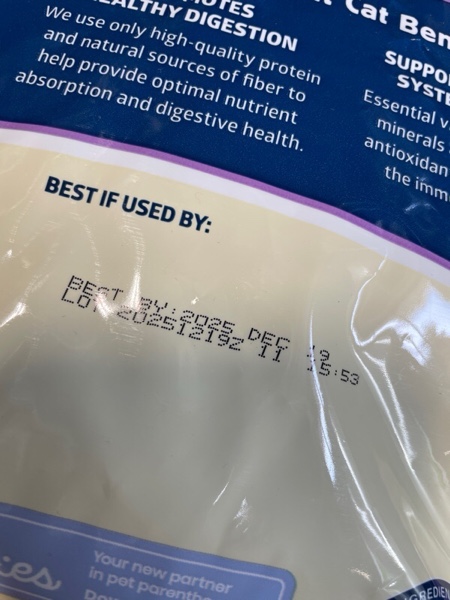 HEALTHY DIGESTION
We use only high-quality protein
and natural sources of fiber to
help provide optimal nutrient
absorption and digestive health.
Cat
SUPPO
SYSTE
Essential v
minerals
antioxidan
the imm
BEST IF USED BY:
BEST BY:2025 DEC 19
LOT 20251219Z 11 15:53
ies
Your new partner
in pet parenth